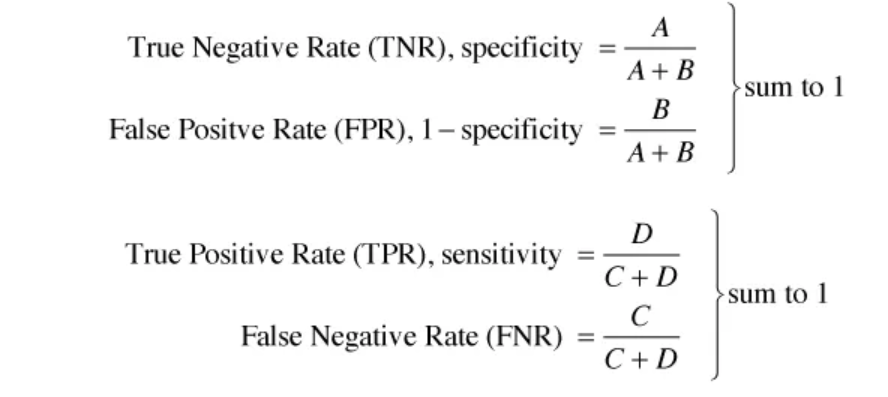 True Negative Rate (TNR), specificity = A / (A + B)
False Positve Rate (FPR), 1 – specificity = B / (A + B)
sum to 1
True Positive Rate (TPR), sensitivity = D / (C + D)
False Negative Rate (FNR) = C / (C + D)
sum to 1